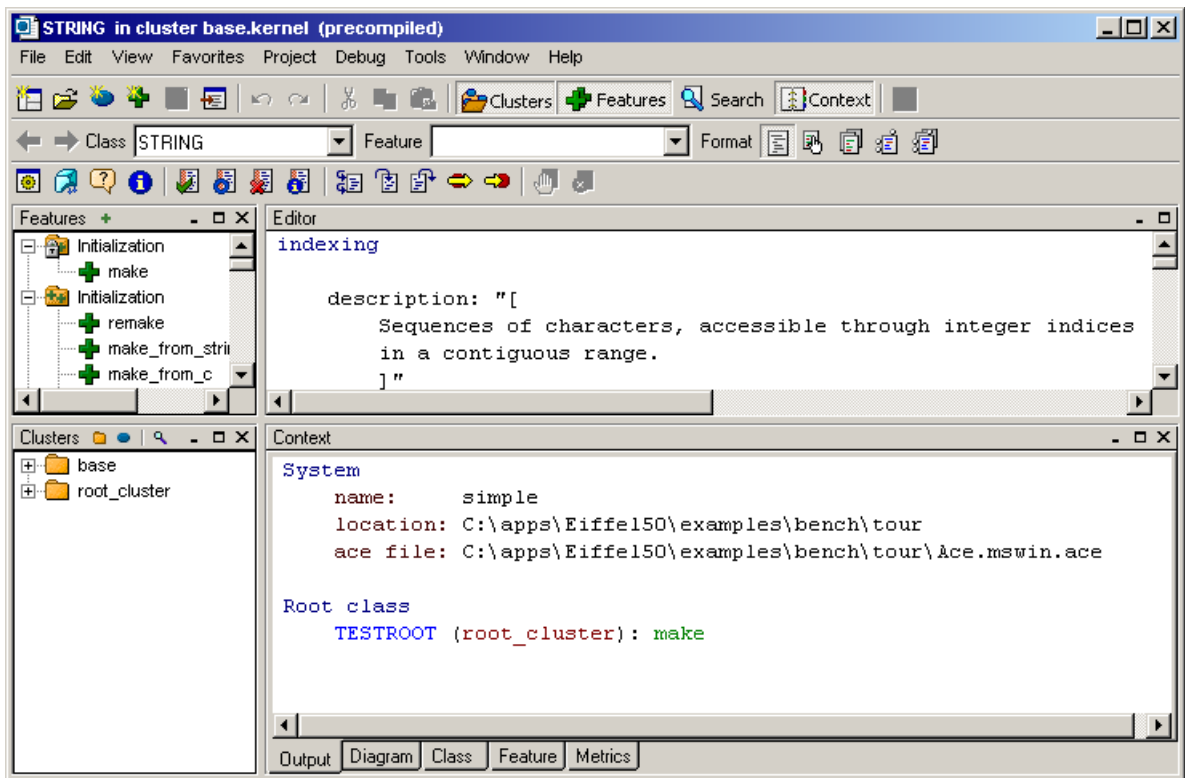 STRING in cluster base.kernel (precompiled)
File Edit View Favorites Project Debug Tools Window Help
Clusters Features Search Context
Class STRING Feature Format
Features
Initialization
make
Initialization
remake
make_from_strin
make_from_c
Editor
indexing
description: "[
Sequences of characters, accessible through integer indices
in a contiguous range.
]"
Clusters
base
root_cluster
Context
System
name: simple
location: C:\apps\Eiffel50\examples\bench\tour
ace file: C:\apps\Eiffel50\examples\bench\tour\Ace.mswin.ace
Root class
TESTROOT (root_cluster): make
Output Diagram Class Feature Metrics